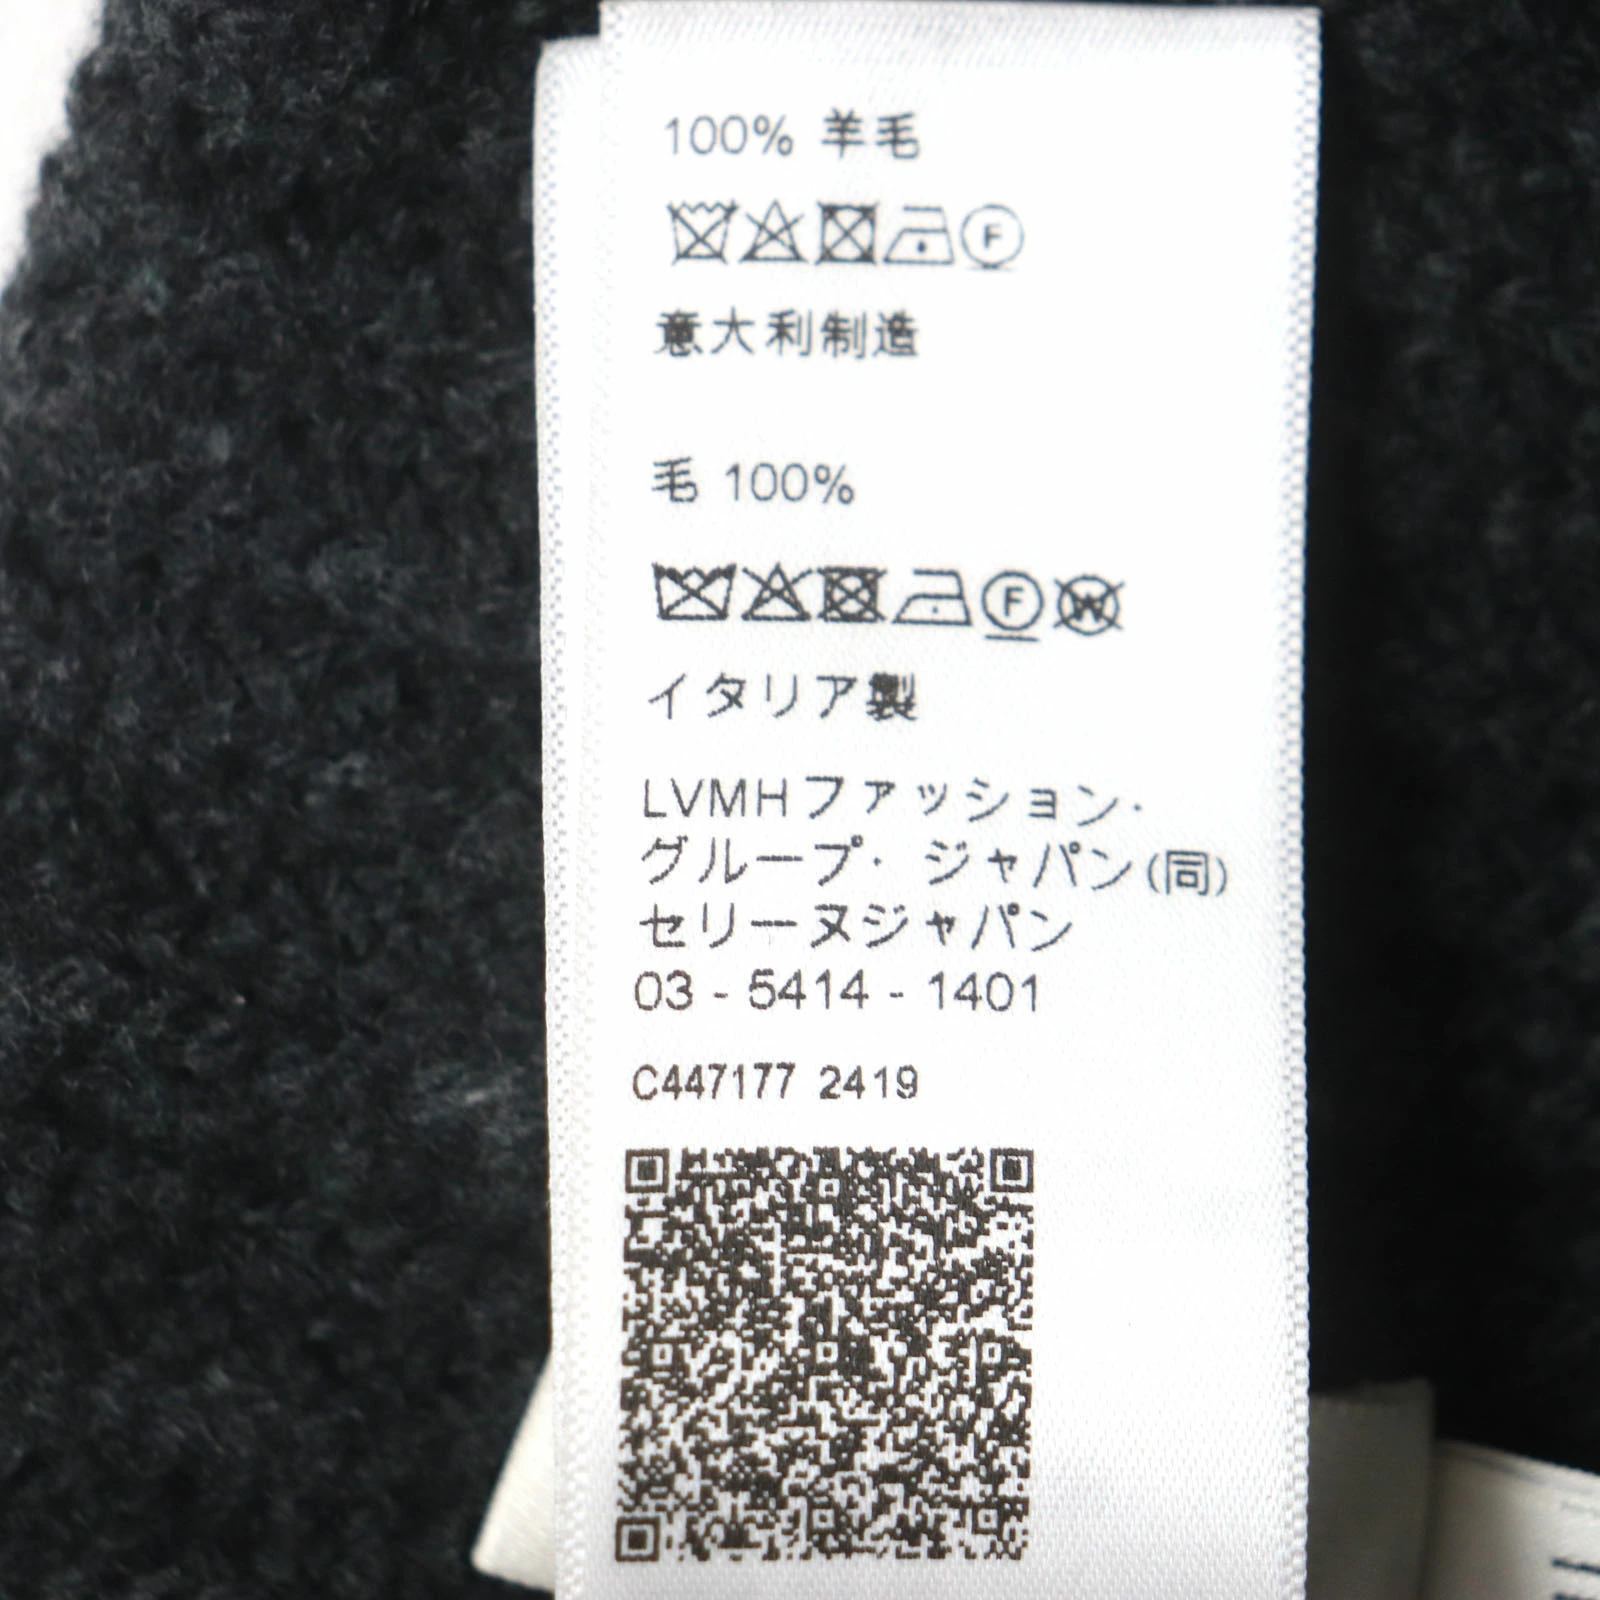 100% 羊毛
F
意大利制造
毛 100%
F W
イタリア製
LVMHファッション·
グループ· ジャパン(同)
セリーヌジャパン
03 - 5414 - 1401
C447177 2419